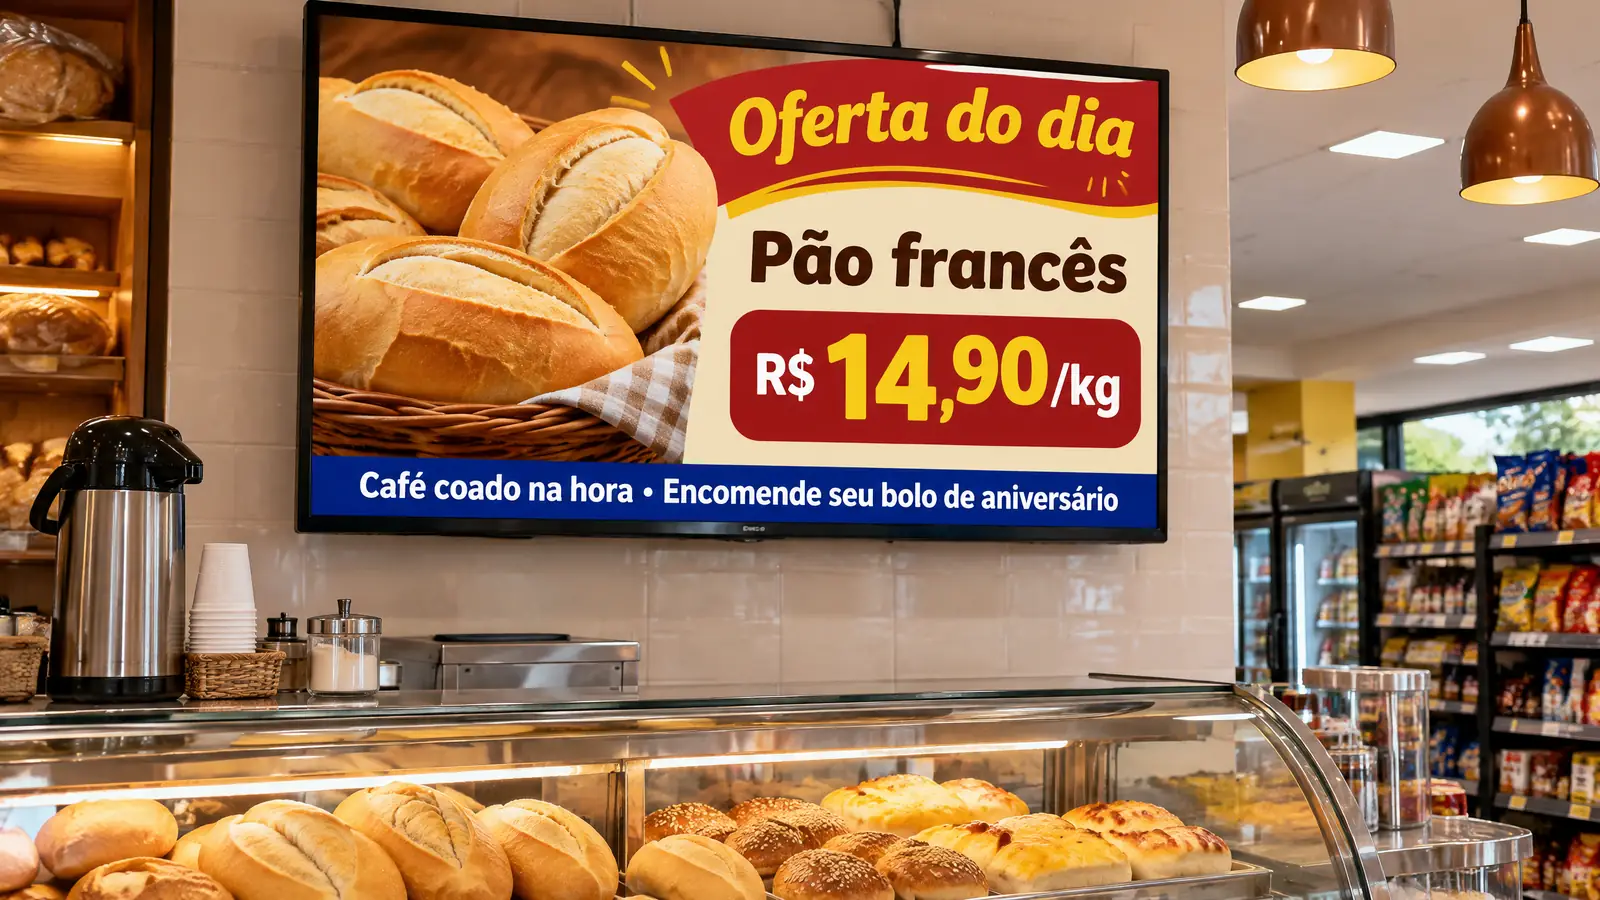 Oferta do dia
Pão francês
R$ 14,90/kg
Café coado na hora • Encomende seu bolo de aniversário